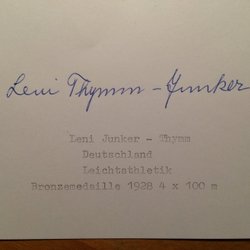 Leni Thymm - Junker
Leni Junker - Thymm
Deutschland
Leichtathletik
Bronzemedaille 1928 4 x 100 m